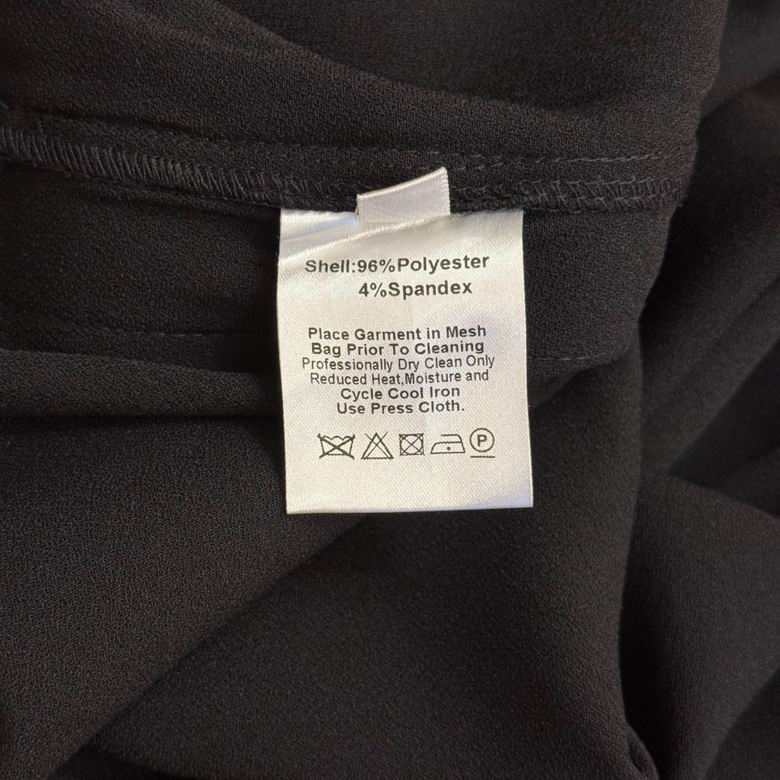 Shell:96%Polyester
4%Spandex
Place Garment in Mesh
Bag Prior To Cleaning
Professionally Dry Clean Only
Reduced Heat,Moisture and
Cycle Cool Iron
Use Press Cloth.
P